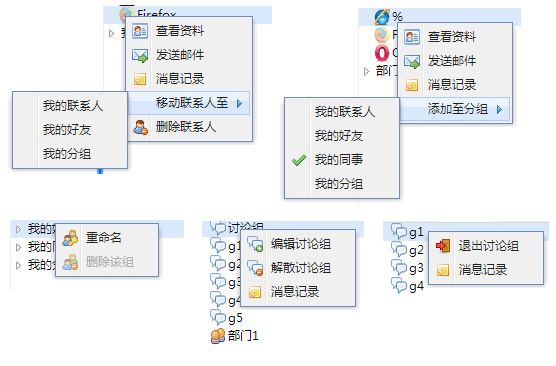 Firefox
查看资料
发送邮件
消息记录
移动联系人至
删除联系人
我的联系人
我的好友
我的分组
%
查看资料
发送邮件
消息记录
添加至分组
部门
我的联系人
我的好友
我的同事
我的分组
我的
我的
我的
重命名
删除该组
讨论组
g1
g2
g3
g4
g5
部门1
编辑讨论组
解散讨论组
消息记录
g1
g2
g3
g4
退出讨论组
消息记录